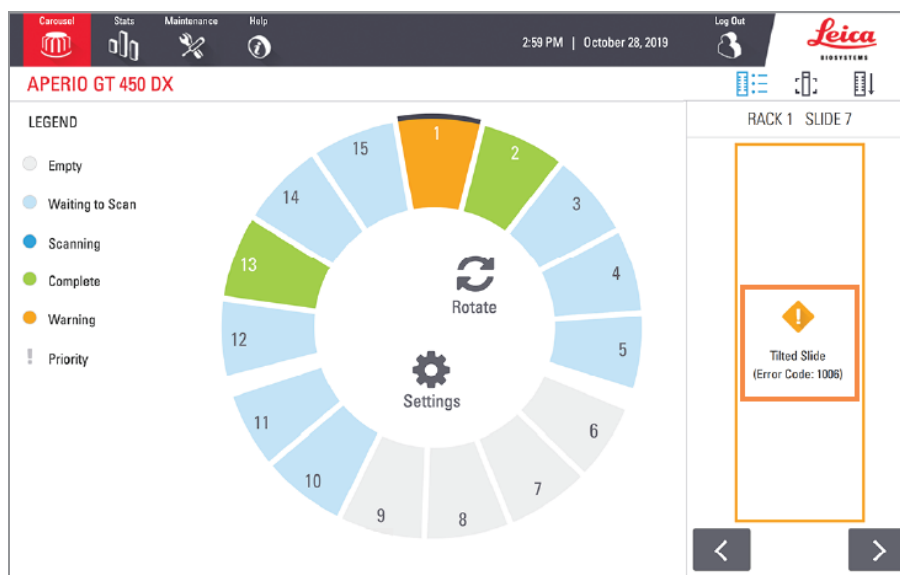 Carousel
Stats
Maintenance
Help
2:59 PM | October 28, 2019
Log Out
Leica
BIOSYSTEMS
APERIO GT 450 DX
RACK 1 SLIDE 7
LEGEND
Empty
Waiting to Scan
Scanning
Complete
Warning
! Priority
1
2
3
4
5
6
7
8
9
10
11
12
13
14
15
Rotate
Settings
!
Tilted Slide
(Error Code: 1006)